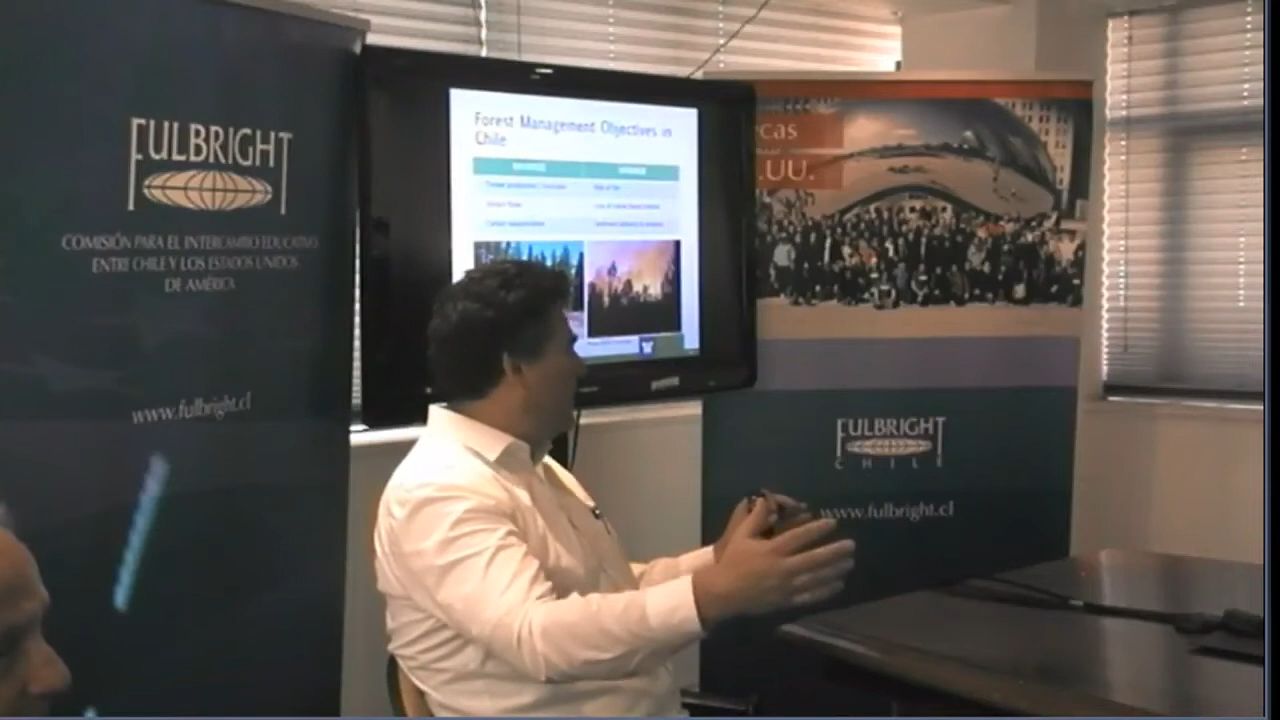 FULBRIGHT
COMISIÓN PARA EL INTERCAMBIO EDUCATIVO
ENTRE CHILE Y LOS ESTADOS UNIDOS
DE AMÉRICA
www.fulbright.cl
Forest Management Objectives in
Chile
ecas
.UU.
FULBRIGHT
CHILE
www.fulbright.cl